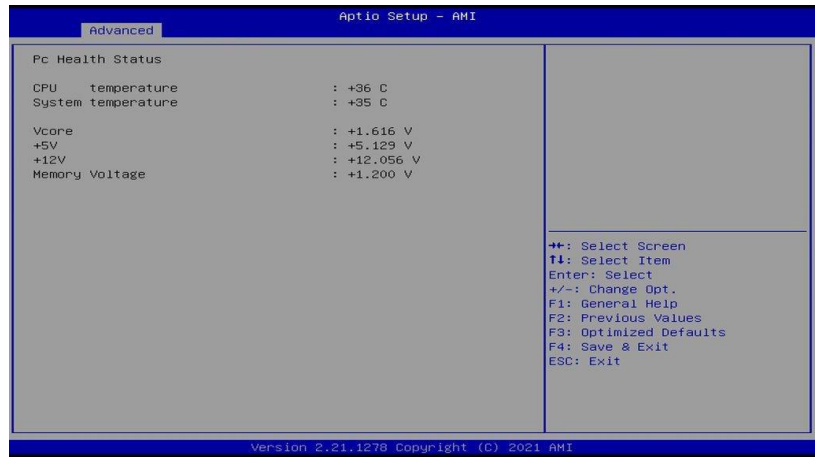 Aptio Setup - AMI
Advanced
Pc Health Status
CPU temperature : +36 C
System temperature : +35 C
Vcore : +1.616 V
+5V : +5.129 V
+12V : +12.056 V
Memory Voltage : +1.200 V
→←: Select Screen
↑↓: Select Item
Enter: Select
+/-: Change Opt.
F1: General Help
F2: Previous Values
F3: Optimized Defaults
F4: Save & Exit
ESC: Exit
Version 2.21.1278 Copyright (C) 2021 AMI